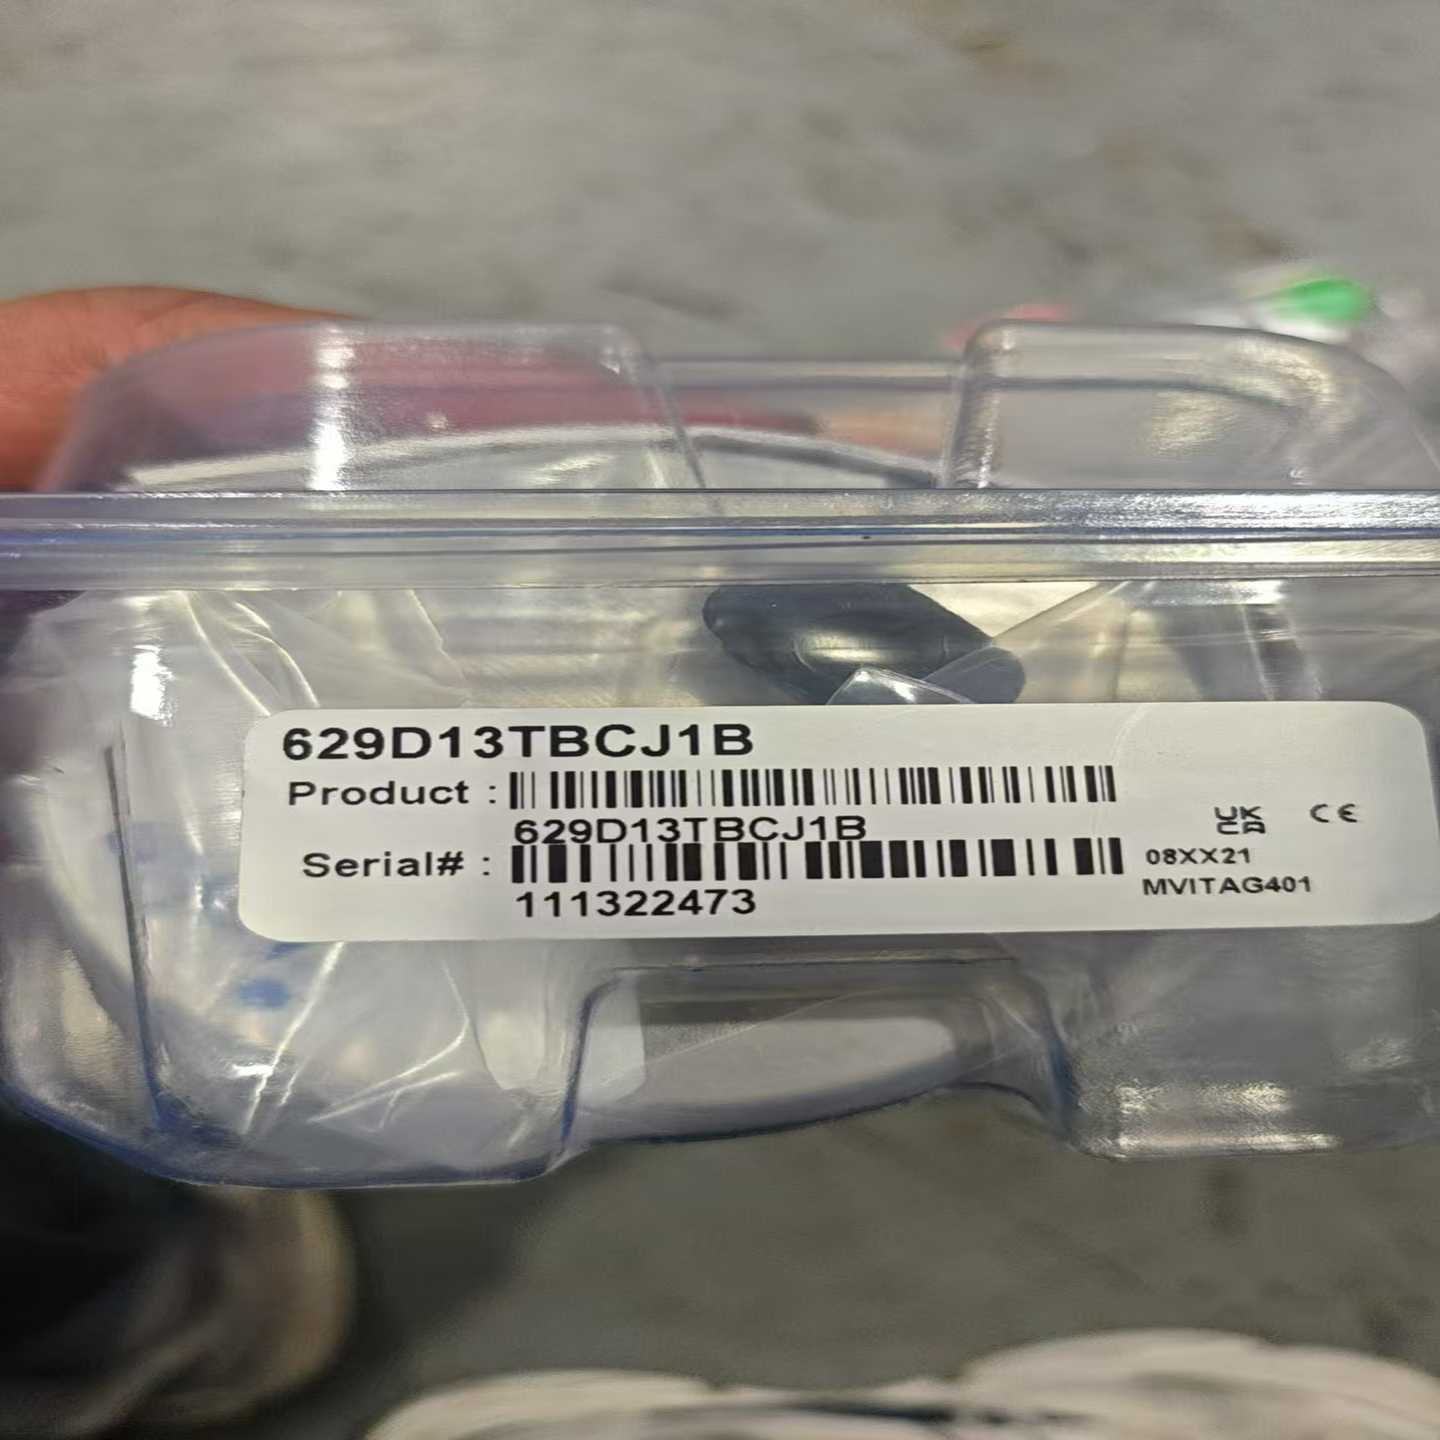 629D13TBCJ1B
Product :
629D13TBCJ1B
Serial# :
111322473
UK
CA
CE
08XX21
MVITAG401